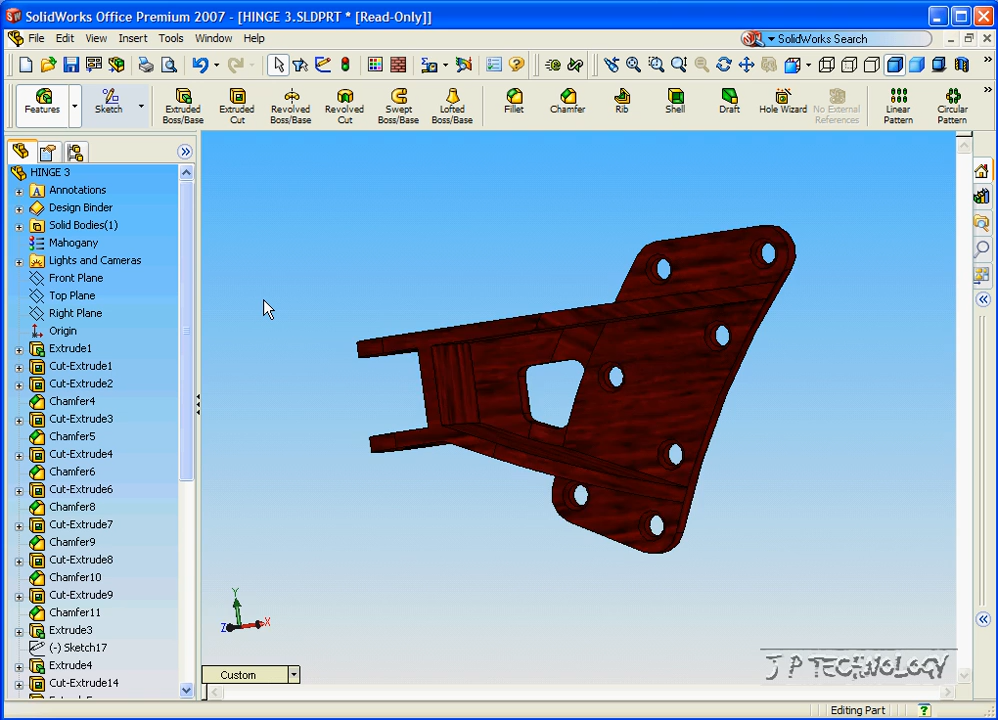 SolidWorks Office Premium 2007 - [HINGE 3.SLDPRT * [Read-Only]]
File Edit View Insert Tools Window Help
SolidWorks Search
Features
Sketch
Extruded Boss/Base
Extruded Cut
Revolved Boss/Base
Revolved Cut
Swept Boss/Base
Lofted Boss/Base
Fillet
Chamfer
Rib
Shell
Draft
Hole Wizard
No External References
Linear Pattern
Circular Pattern
HINGE 3
Annotations
Design Binder
Solid Bodies(1)
Mahogany
Lights and Cameras
Front Plane
Top Plane
Right Plane
Origin
Extrude1
Cut-Extrude1
Cut-Extrude2
Chamfer4
Cut-Extrude3
Chamfer5
Cut-Extrude4
Chamfer6
Cut-Extrude6
Chamfer8
Cut-Extrude7
Chamfer9
Cut-Extrude8
Chamfer10
Cut-Extrude9
Chamfer11
Extrude3
(-) Sketch17
Extrude4
Cut-Extrude14
Y
X
Z
Custom
J P TECHNOLOGY
Editing Part